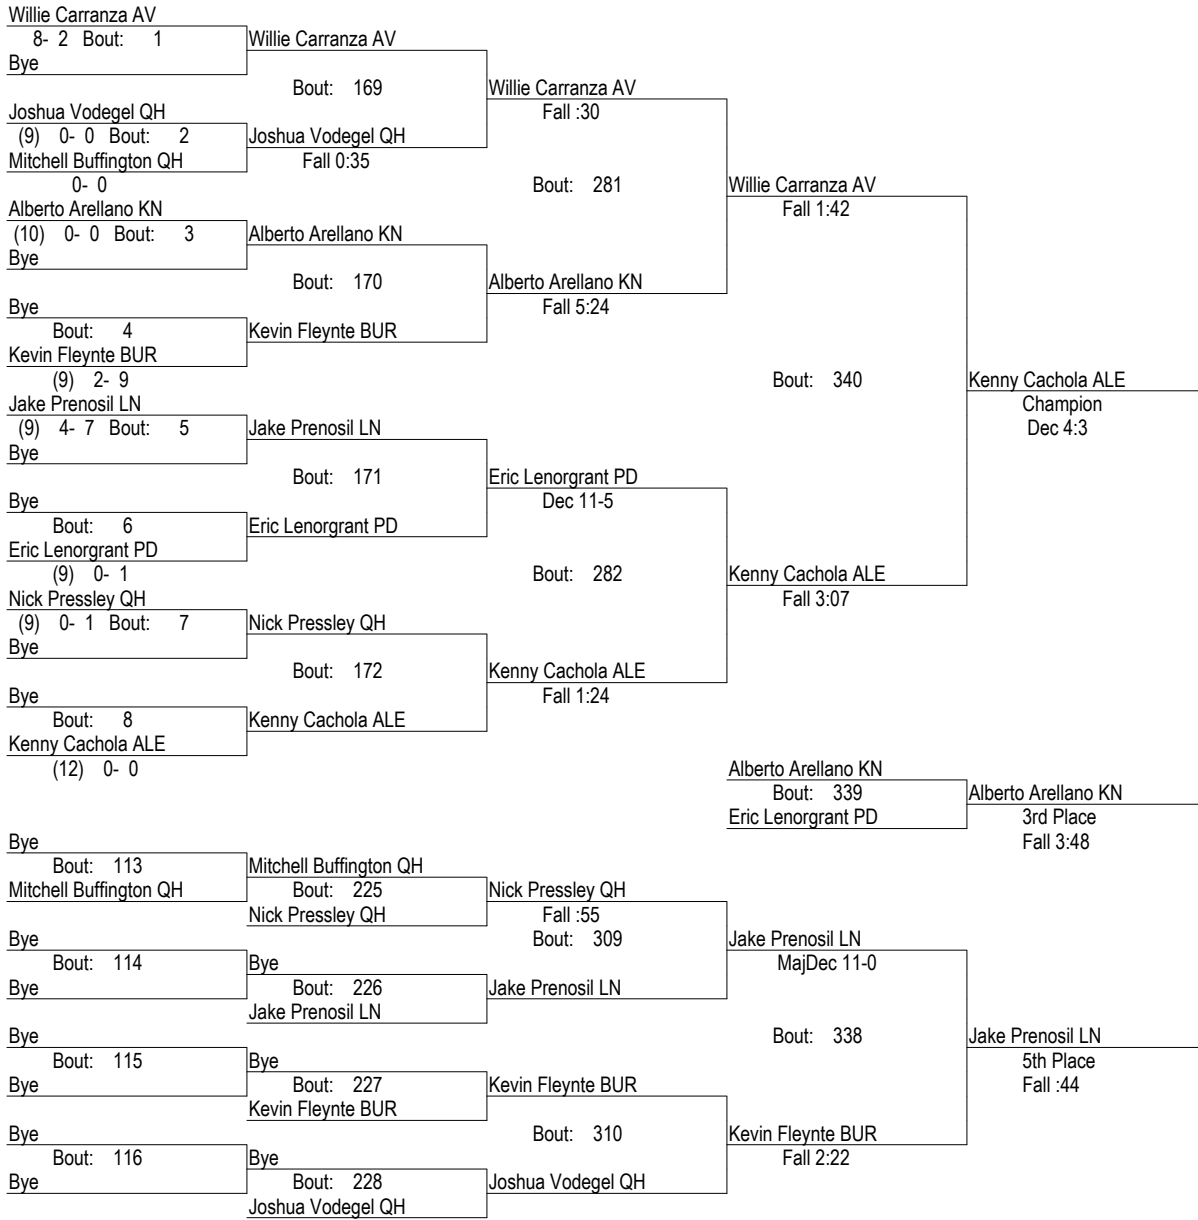 Willie Carranza AV
8- 2 Bout: 1
Willie Carranza AV
Bye
Bout: 169
Willie Carranza AV
Joshua Vodegel QH
Fall :30
(9) 0- 0 Bout: 2
Joshua Vodegel QH
Mitchell Buffington QH
Fall 0:35
0- 0
Bout: 281
Willie Carranza AV
Alberto Arellano KN
Fall 1:42
(10) 0- 0 Bout: 3
Alberto Arellano KN
Bye
Bout: 170
Alberto Arellano KN
Bye
Fall 5:24
Bout: 4
Kevin Fleynte BUR
Kevin Fleynte BUR
(9) 2- 9
Bout: 340
Kenny Cachola ALE
Jake Prenosil LN
Champion
(9) 4- 7 Bout: 5
Jake Prenosil LN
Dec 4:3
Bye
Bout: 171
Eric Lenorgrant PD
Bye
Dec 11-5
Bout: 6
Eric Lenorgrant PD
Eric Lenorgrant PD
(9) 0- 1
Bout: 282
Kenny Cachola ALE
Nick Pressley QH
Fall 3:07
(9) 0- 1 Bout: 7
Nick Pressley QH
Bye
Bout: 172
Kenny Cachola ALE
Bye
Fall 1:24
Bout: 8
Kenny Cachola ALE
Kenny Cachola ALE
(12) 0- 0
Alberto Arellano KN
Bout: 339
Alberto Arellano KN
Eric Lenorgrant PD
3rd Place
Fall 3:48
Bye
Bout: 113
Mitchell Buffington QH
Mitchell Buffington QH
Bout: 225
Nick Pressley QH
Nick Pressley QH
Fall :55
Bye
Bout: 309
Jake Prenosil LN
Bout: 114
Bye
MajDec 11-0
Bye
Bout: 226
Jake Prenosil LN
Jake Prenosil LN
Bye
Bout: 338
Jake Prenosil LN
Bout: 115
Bye
5th Place
Bye
Bout: 227
Kevin Fleynte BUR
Fall :44
Kevin Fleynte BUR
Bye
Bout: 310
Kevin Fleynte BUR
Bout: 116
Bye
Fall 2:22
Bye
Bout: 228
Joshua Vodegel QH
Joshua Vodegel QH